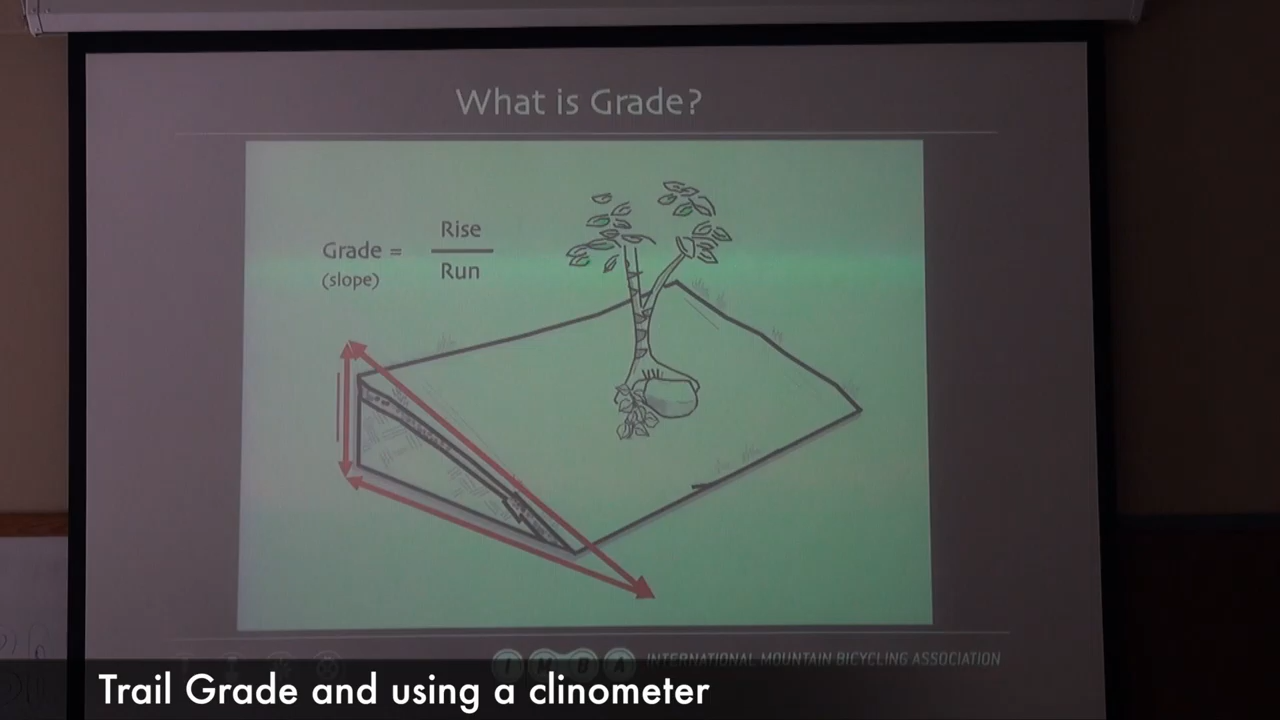 What is Grade?
Grade = Rise
(slope) Run
I M B A INTERNATIONAL MOUNTAIN BICYCLING ASSOCIATION
Trail Grade and using a clinometer